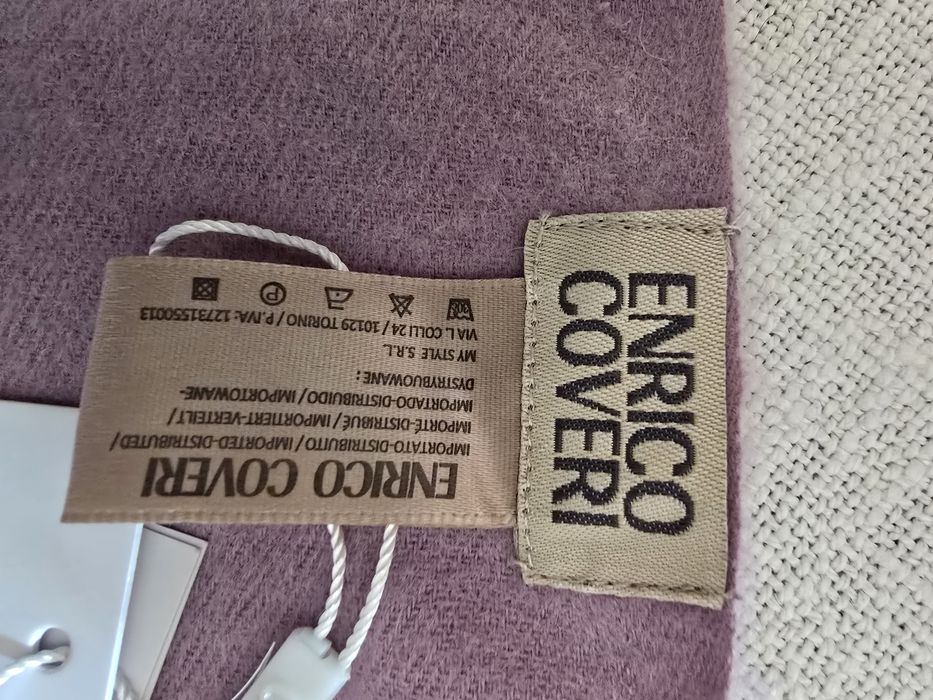 ENRICO
COVERI
ENRICO COVERI
IMPORTATO-DISTRIBUITO / IMPORTED-DISTRIBUTED /
IMPORTÉ-DISTRIBUÉ / IMPORTIERT-VERTEILT /
IMPORTADO-DISTRIBUIDO / IMPORTOWANE-
DYSTRYBUOWANE:
MY STYLE S.R.L.
VIA L. COLLI 24 / 10129 TORINO / P.IVA: 12731550013
P